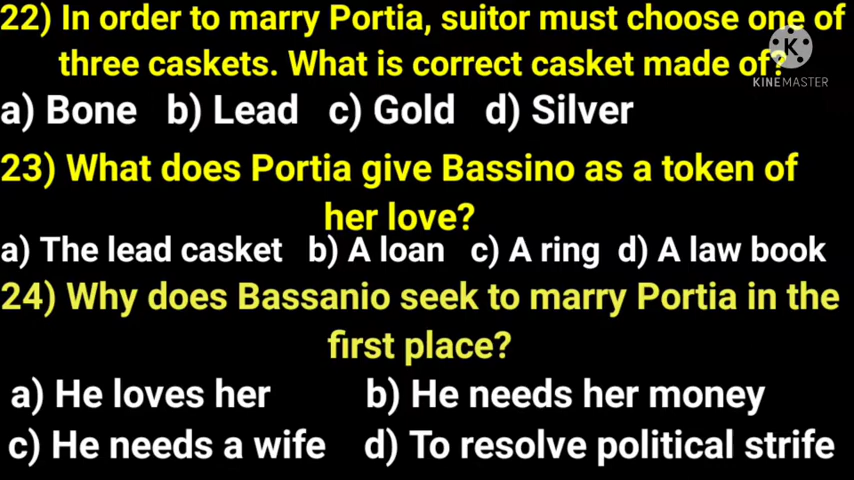 22) In order to marry Portia, suitor must choose one of
three caskets. What is correct casket made of?
K
KINEMASTER
a) Bone b) Lead c) Gold d) Silver
23) What does Portia give Bassino as a token of
her love?
a) The lead casket b) A loan c) A ring d) A law book
24) Why does Bassanio seek to marry Portia in the
first place?
a) He loves her b) He needs her money
c) He needs a wife d) To resolve political strife